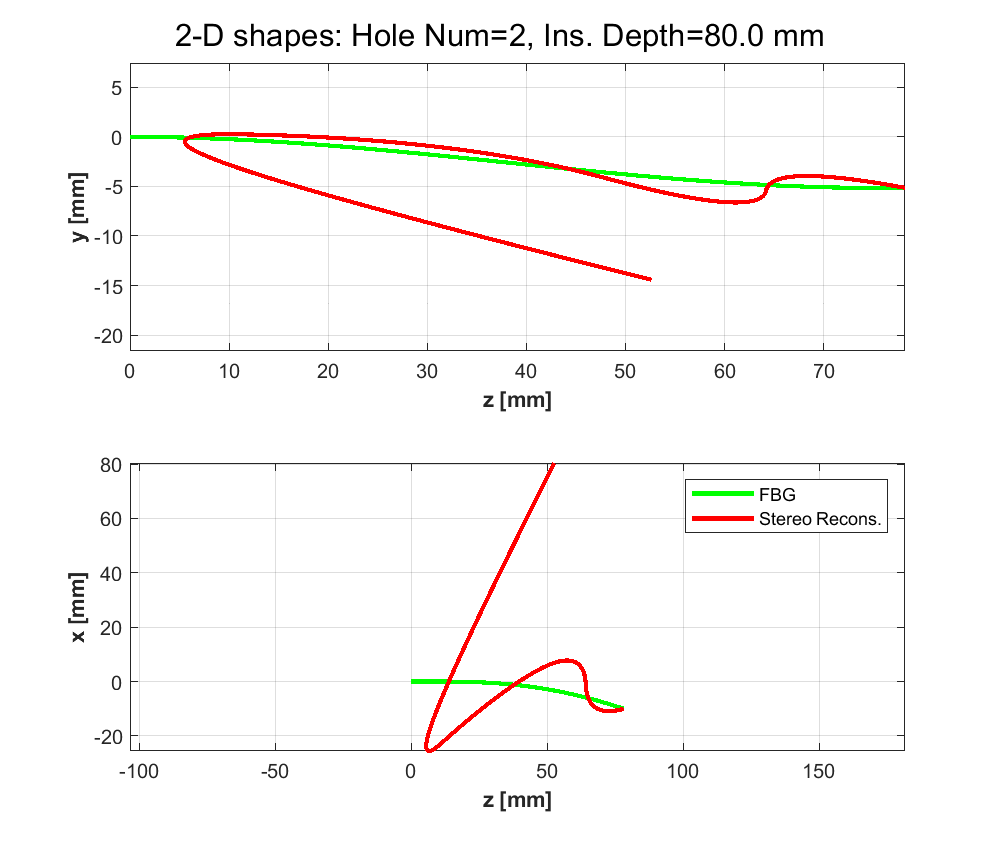 2-D shapes: Hole Num=2, Ins. Depth=80.0 mm
5
0
-5
-10
-15
-20
y [mm]
0 10 20 30 40 50 60 70
z [mm]
80
60
40
20
0
-20
x [mm]
FBG
Stereo Recons.
-100 -50 0 50 100 150
z [mm]